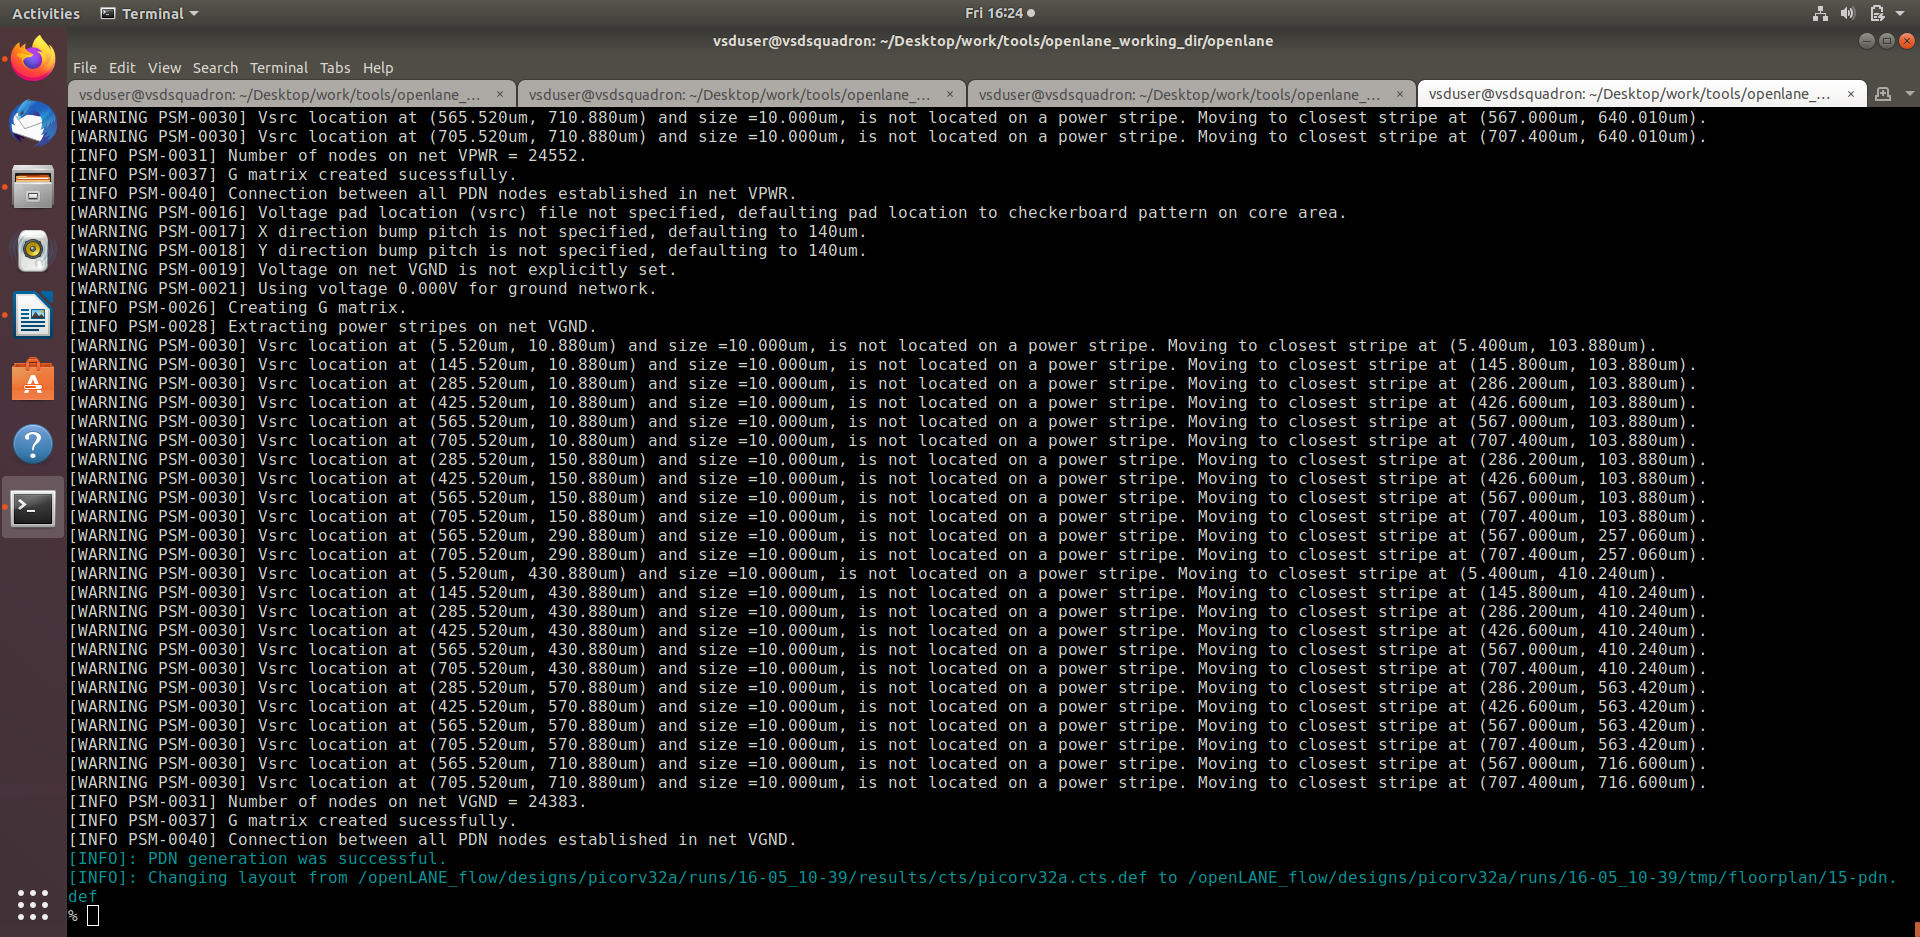 Activities Terminal Fri 16:24
vsduser@vsdsquadron: ~/Desktop/work/tools/openlane_working_dir/openlane
File Edit View Search Terminal Tabs Help
vsduser@vsdsquadron: ~/Desktop/work/tools/openlane_... × vsduser@vsdsquadron: ~/Desktop/work/tools/openlane_... × vsduser@vsdsquadron: ~/Desktop/work/tools/openlane_... × vsduser@vsdsquadron: ~/Desktop/work/tools/openlane_... ×
[WARNING PSM-0030] Vsrc location at (565.520um, 710.880um) and size =10.000um, is not located on a power stripe. Moving to closest stripe at (567.000um, 640.010um).
[WARNING PSM-0030] Vsrc location at (705.520um, 710.880um) and size =10.000um, is not located on a power stripe. Moving to closest stripe at (707.400um, 640.010um).
[INFO PSM-0031] Number of nodes on net VPWR = 24552.
[INFO PSM-0037] G matrix created sucessfully.
[INFO PSM-0040] Connection between all PDN nodes established in net VPWR.
[WARNING PSM-0016] Voltage pad location (vsrc) file not specified, defaulting pad location to checkerboard pattern on core area.
[WARNING PSM-0017] X direction bump pitch is not specified, defaulting to 140um.
[WARNING PSM-0018] Y direction bump pitch is not specified, defaulting to 140um.
[WARNING PSM-0019] Voltage on net VGND is not explicitly set.
[WARNING PSM-0021] Using voltage 0.000V for ground network.
[INFO PSM-0026] Creating G matrix.
[INFO PSM-0028] Extracting power stripes on net VGND.
[WARNING PSM-0030] Vsrc location at (5.520um, 10.880um) and size =10.000um, is not located on a power stripe. Moving to closest stripe at (5.400um, 103.880um).
[WARNING PSM-0030] Vsrc location at (145.520um, 10.880um) and size =10.000um, is not located on a power stripe. Moving to closest stripe at (145.800um, 103.880um).
[WARNING PSM-0030] Vsrc location at (285.520um, 10.880um) and size =10.000um, is not located on a power stripe. Moving to closest stripe at (286.200um, 103.880um).
[WARNING PSM-0030] Vsrc location at (425.520um, 10.880um) and size =10.000um, is not located on a power stripe. Moving to closest stripe at (426.600um, 103.880um).
[WARNING PSM-0030] Vsrc location at (565.520um, 10.880um) and size =10.000um, is not located on a power stripe. Moving to closest stripe at (567.000um, 103.880um).
[WARNING PSM-0030] Vsrc location at (705.520um, 10.880um) and size =10.000um, is not located on a power stripe. Moving to closest stripe at (707.400um, 103.880um).
[WARNING PSM-0030] Vsrc location at (285.520um, 150.880um) and size =10.000um, is not located on a power stripe. Moving to closest stripe at (286.200um, 103.880um).
[WARNING PSM-0030] Vsrc location at (425.520um, 150.880um) and size =10.000um, is not located on a power stripe. Moving to closest stripe at (426.600um, 103.880um).
[WARNING PSM-0030] Vsrc location at (565.520um, 150.880um) and size =10.000um, is not located on a power stripe. Moving to closest stripe at (567.000um, 103.880um).
[WARNING PSM-0030] Vsrc location at (705.520um, 150.880um) and size =10.000um, is not located on a power stripe. Moving to closest stripe at (707.400um, 103.880um).
[WARNING PSM-0030] Vsrc location at (565.520um, 290.880um) and size =10.000um, is not located on a power stripe. Moving to closest stripe at (567.000um, 257.060um).
[WARNING PSM-0030] Vsrc location at (705.520um, 290.880um) and size =10.000um, is not located on a power stripe. Moving to closest stripe at (707.400um, 257.060um).
[WARNING PSM-0030] Vsrc location at (5.520um, 430.880um) and size =10.000um, is not located on a power stripe. Moving to closest stripe at (5.400um, 410.240um).
[WARNING PSM-0030] Vsrc location at (145.520um, 430.880um) and size =10.000um, is not located on a power stripe. Moving to closest stripe at (145.800um, 410.240um).
[WARNING PSM-0030] Vsrc location at (285.520um, 430.880um) and size =10.000um, is not located on a power stripe. Moving to closest stripe at (286.200um, 410.240um).
[WARNING PSM-0030] Vsrc location at (425.520um, 430.880um) and size =10.000um, is not located on a power stripe. Moving to closest stripe at (426.600um, 410.240um).
[WARNING PSM-0030] Vsrc location at (565.520um, 430.880um) and size =10.000um, is not located on a power stripe. Moving to closest stripe at (567.000um, 410.240um).
[WARNING PSM-0030] Vsrc location at (705.520um, 430.880um) and size =10.000um, is not located on a power stripe. Moving to closest stripe at (707.400um, 410.240um).
[WARNING PSM-0030] Vsrc location at (285.520um, 570.880um) and size =10.000um, is not located on a power stripe. Moving to closest stripe at (286.200um, 563.420um).
[WARNING PSM-0030] Vsrc location at (425.520um, 570.880um) and size =10.000um, is not located on a power stripe. Moving to closest stripe at (426.600um, 563.420um).
[WARNING PSM-0030] Vsrc location at (565.520um, 570.880um) and size =10.000um, is not located on a power stripe. Moving to closest stripe at (567.000um, 563.420um).
[WARNING PSM-0030] Vsrc location at (705.520um, 570.880um) and size =10.000um, is not located on a power stripe. Moving to closest stripe at (707.400um, 563.420um).
[WARNING PSM-0030] Vsrc location at (565.520um, 710.880um) and size =10.000um, is not located on a power stripe. Moving to closest stripe at (567.000um, 716.600um).
[WARNING PSM-0030] Vsrc location at (705.520um, 710.880um) and size =10.000um, is not located on a power stripe. Moving to closest stripe at (707.400um, 716.600um).
[INFO PSM-0031] Number of nodes on net VGND = 24383.
[INFO PSM-0037] G matrix created sucessfully.
[INFO PSM-0040] Connection between all PDN nodes established in net VGND.
[INFO]: PDN generation was successful.
[INFO]: Changing layout from /openLANE_flow/designs/picorv32a/runs/16-05_10-39/results/cts/picorv32a.cts.def to /openLANE_flow/designs/picorv32a/runs/16-05_10-39/tmp/floorplan/15-pdn.
def
%